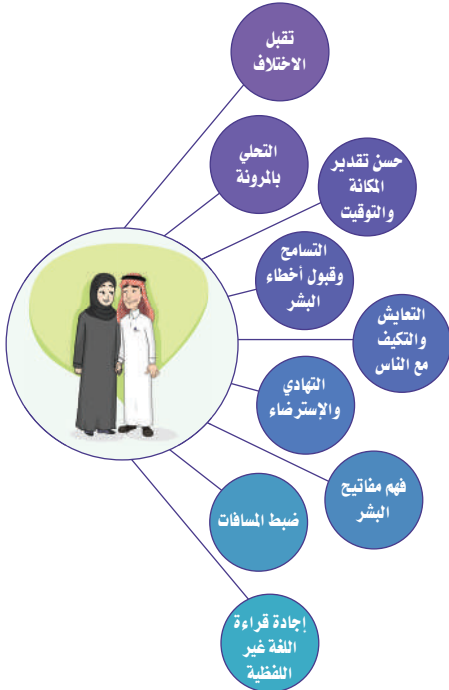 تقبل
الاختلاف
التحلي
بالمرونة
حسن تقدير
المكانة
والتوقيت
التسامح
وقبول أخطاء
البشر
التعايش
والتكيف
مع الناس
التهادي
والإسترضاء
فهم مفاتيح
البشر
ضبط المسافات
إجادة قراءة
اللغة غير
اللفظية